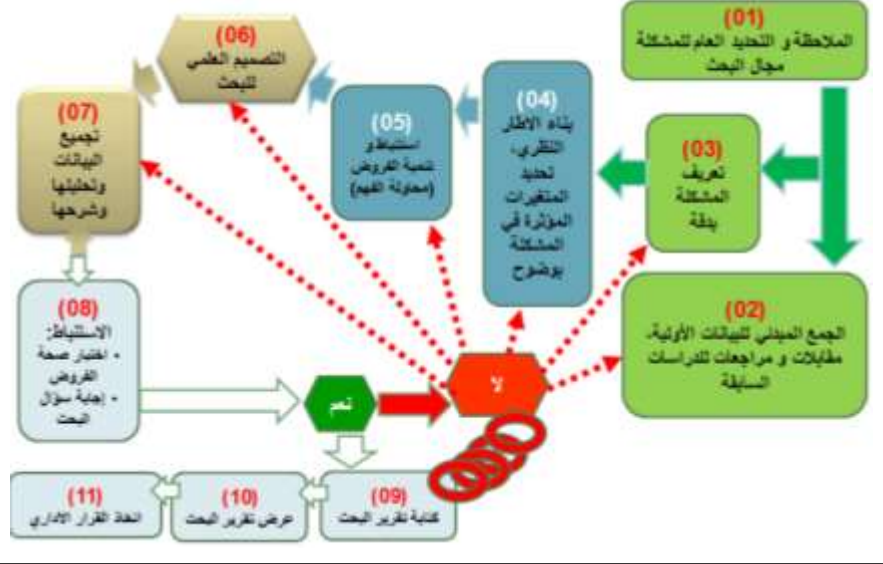 (01)
الملاحظة و التحديد العام للمشكلة
مجال البحث
(02)
الجمع المبدئي للبيانات الأولية،
مقابلات و مراجعات للدراسات
السابقة
(03)
تعريف
المشكلة
بدقة
(04)
بناء الاطار
النظري،
تحديد
المتغيرات
المؤثرة في
المشكلة
بوضوح
(05)
استنباط و
تنمية الفروض
(محاولة الفهم)
(06)
التصميم العلمي
للبحث
(07)
تجميع
البيانات
وتحليلها
وشرحها
(08)
الاستنباط:
- اختبار صحة
الفروض
- إجابة سؤال
البحث
نعم
لا
(09)
كتابة تقرير البحث
(10)
عرض تقرير البحث
(11)
اتخاذ القرار الاداري